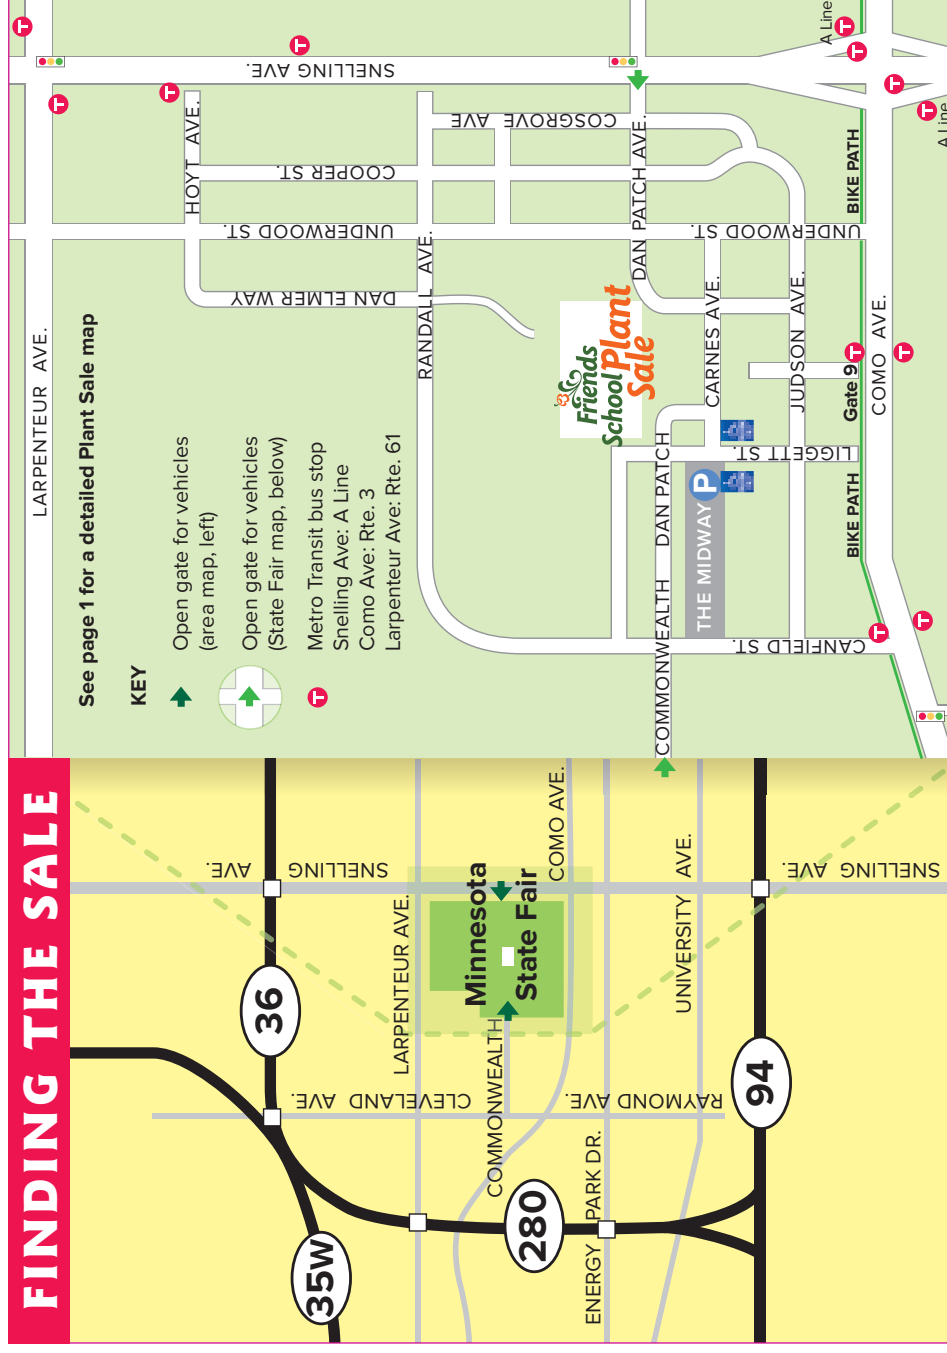 FINDING THE SALE
35W
36
280
94
SNELLING AVE.
SNELLING
AVE.
LARPENTEUR AVE.
CLEVELAND AVE.
COMMONWEALTH
Minnesota
State Fair
COMO AVE.
RAYMOND AVE.
ENERGY PARK DR.
UNIVERSITY AVE.
SNELLING AVE.
LARPENTEUR AVE.
See page 1 for a detailed Plant Sale map
KEY
Open gate for vehicles
(area map, left)
Open gate for vehicles
(State Fair map, below)
T
Metro Transit bus stop
Snelling Ave: A Line
Como Ave: Rte. 3
Larpenteur Ave: Rte. 61
HOYT AVE.
SNELLING AVE.
COOPER ST.
UNDERWOOD ST.
DAN ELMER WAY
RANDALL AVE.
COSGROVE AVE
DAN PATCH AVE.
Friends
School Plant
Sale
UNDERWOOD ST.
COMMONWEALTH
DAN PATCH
THE MIDWAY
P
CARNES AVE.
LIGGETT ST.
CANFIELD ST.
JUDSON AVE.
Gate 9
BIKE PATH
BIKE PATH
COMO AVE.
A Line
A Line
T
T
T
T
T
T
T
T
T
T
T
T